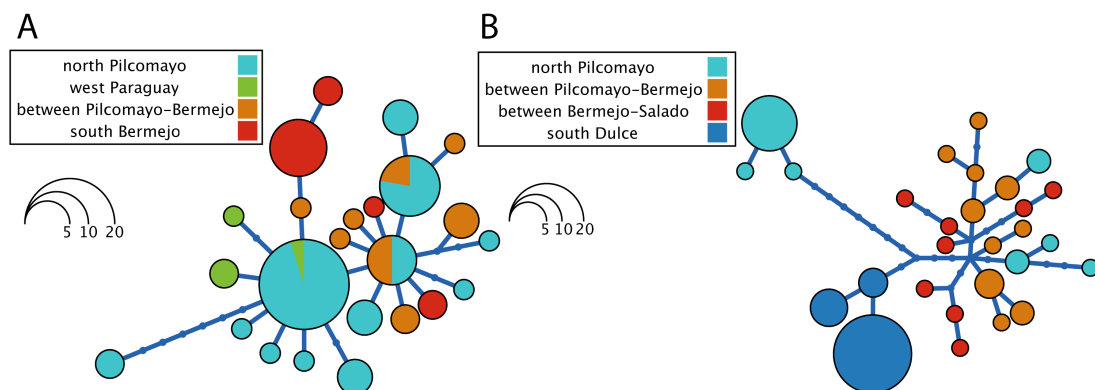 A
north Pilcomayo
west Paraguay
between Pilcomayo-Bermejo
south Bermejo
5 10 20
B
north Pilcomayo
between Pilcomayo-Bermejo
between Bermejo-Salado
south Dulce
5 10 20